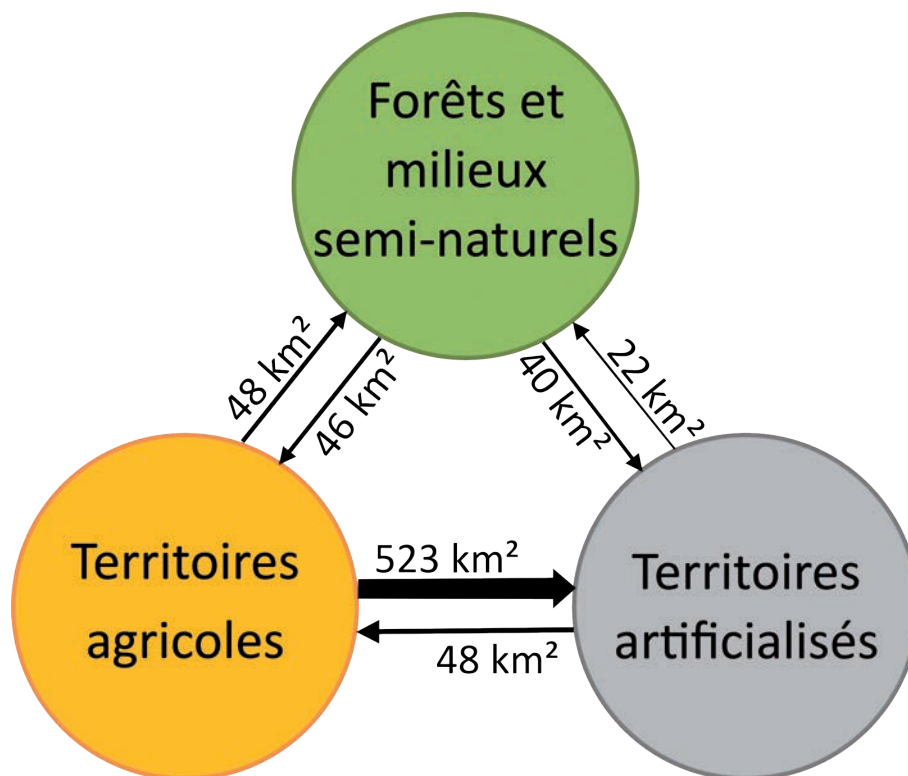 Forêts et
milieux
semi-naturels
48 km²
46 km²
40 km²
22 km²
Territoires
agricoles
523 km²
48 km²
Territoires
artificialisés